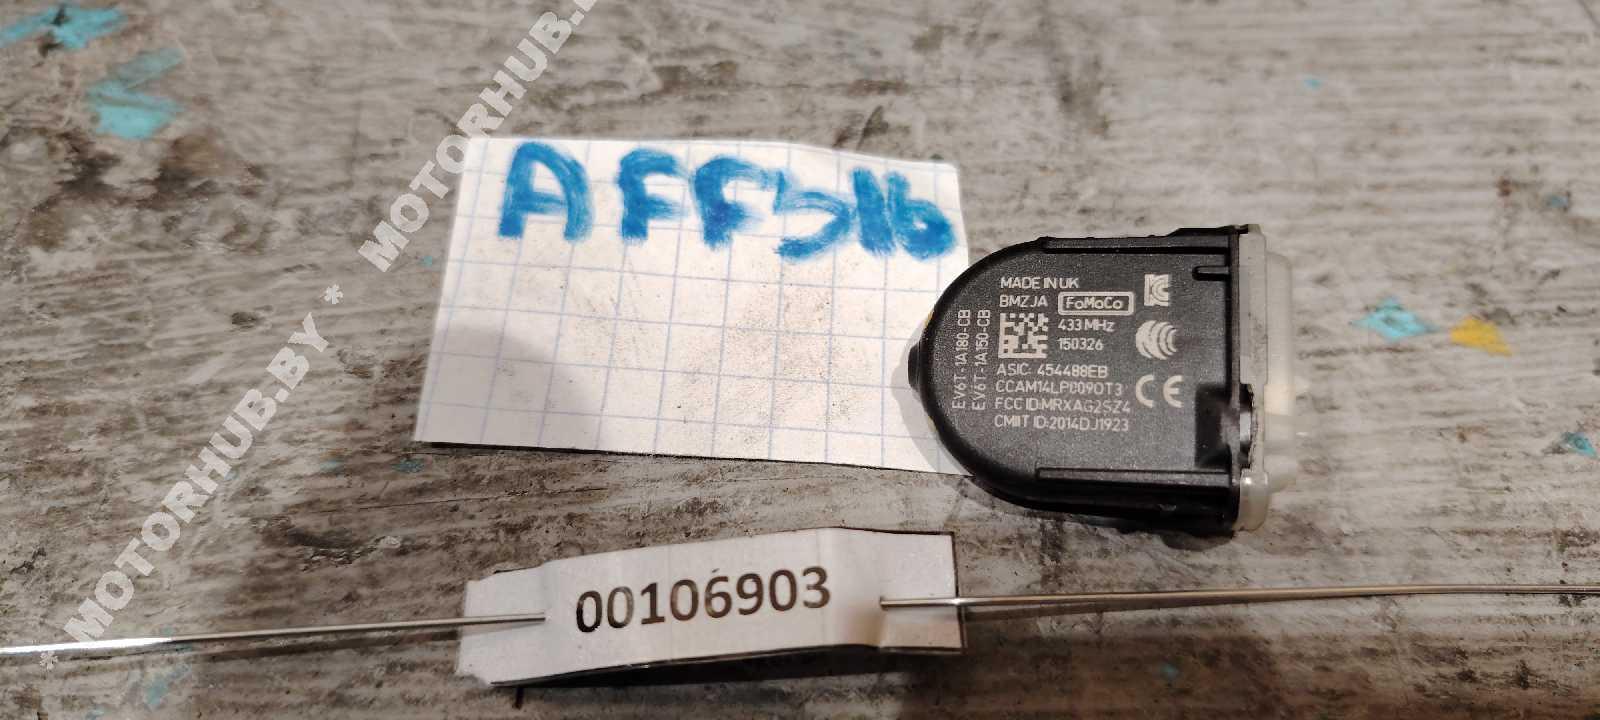 * MOTORHUB.BY * MOTORHUB.
AFF516
MADE IN UK
BMZJA FoMoCo
433 MHz
150326
ASIC: 454488EB
CCAM14LP0090T3
FCC ID:MRXAG2SZ4
CMIIT ID:2014DJ1923
CE
EV6T-1A180-CB
EV6T-1A150-CB
00106903